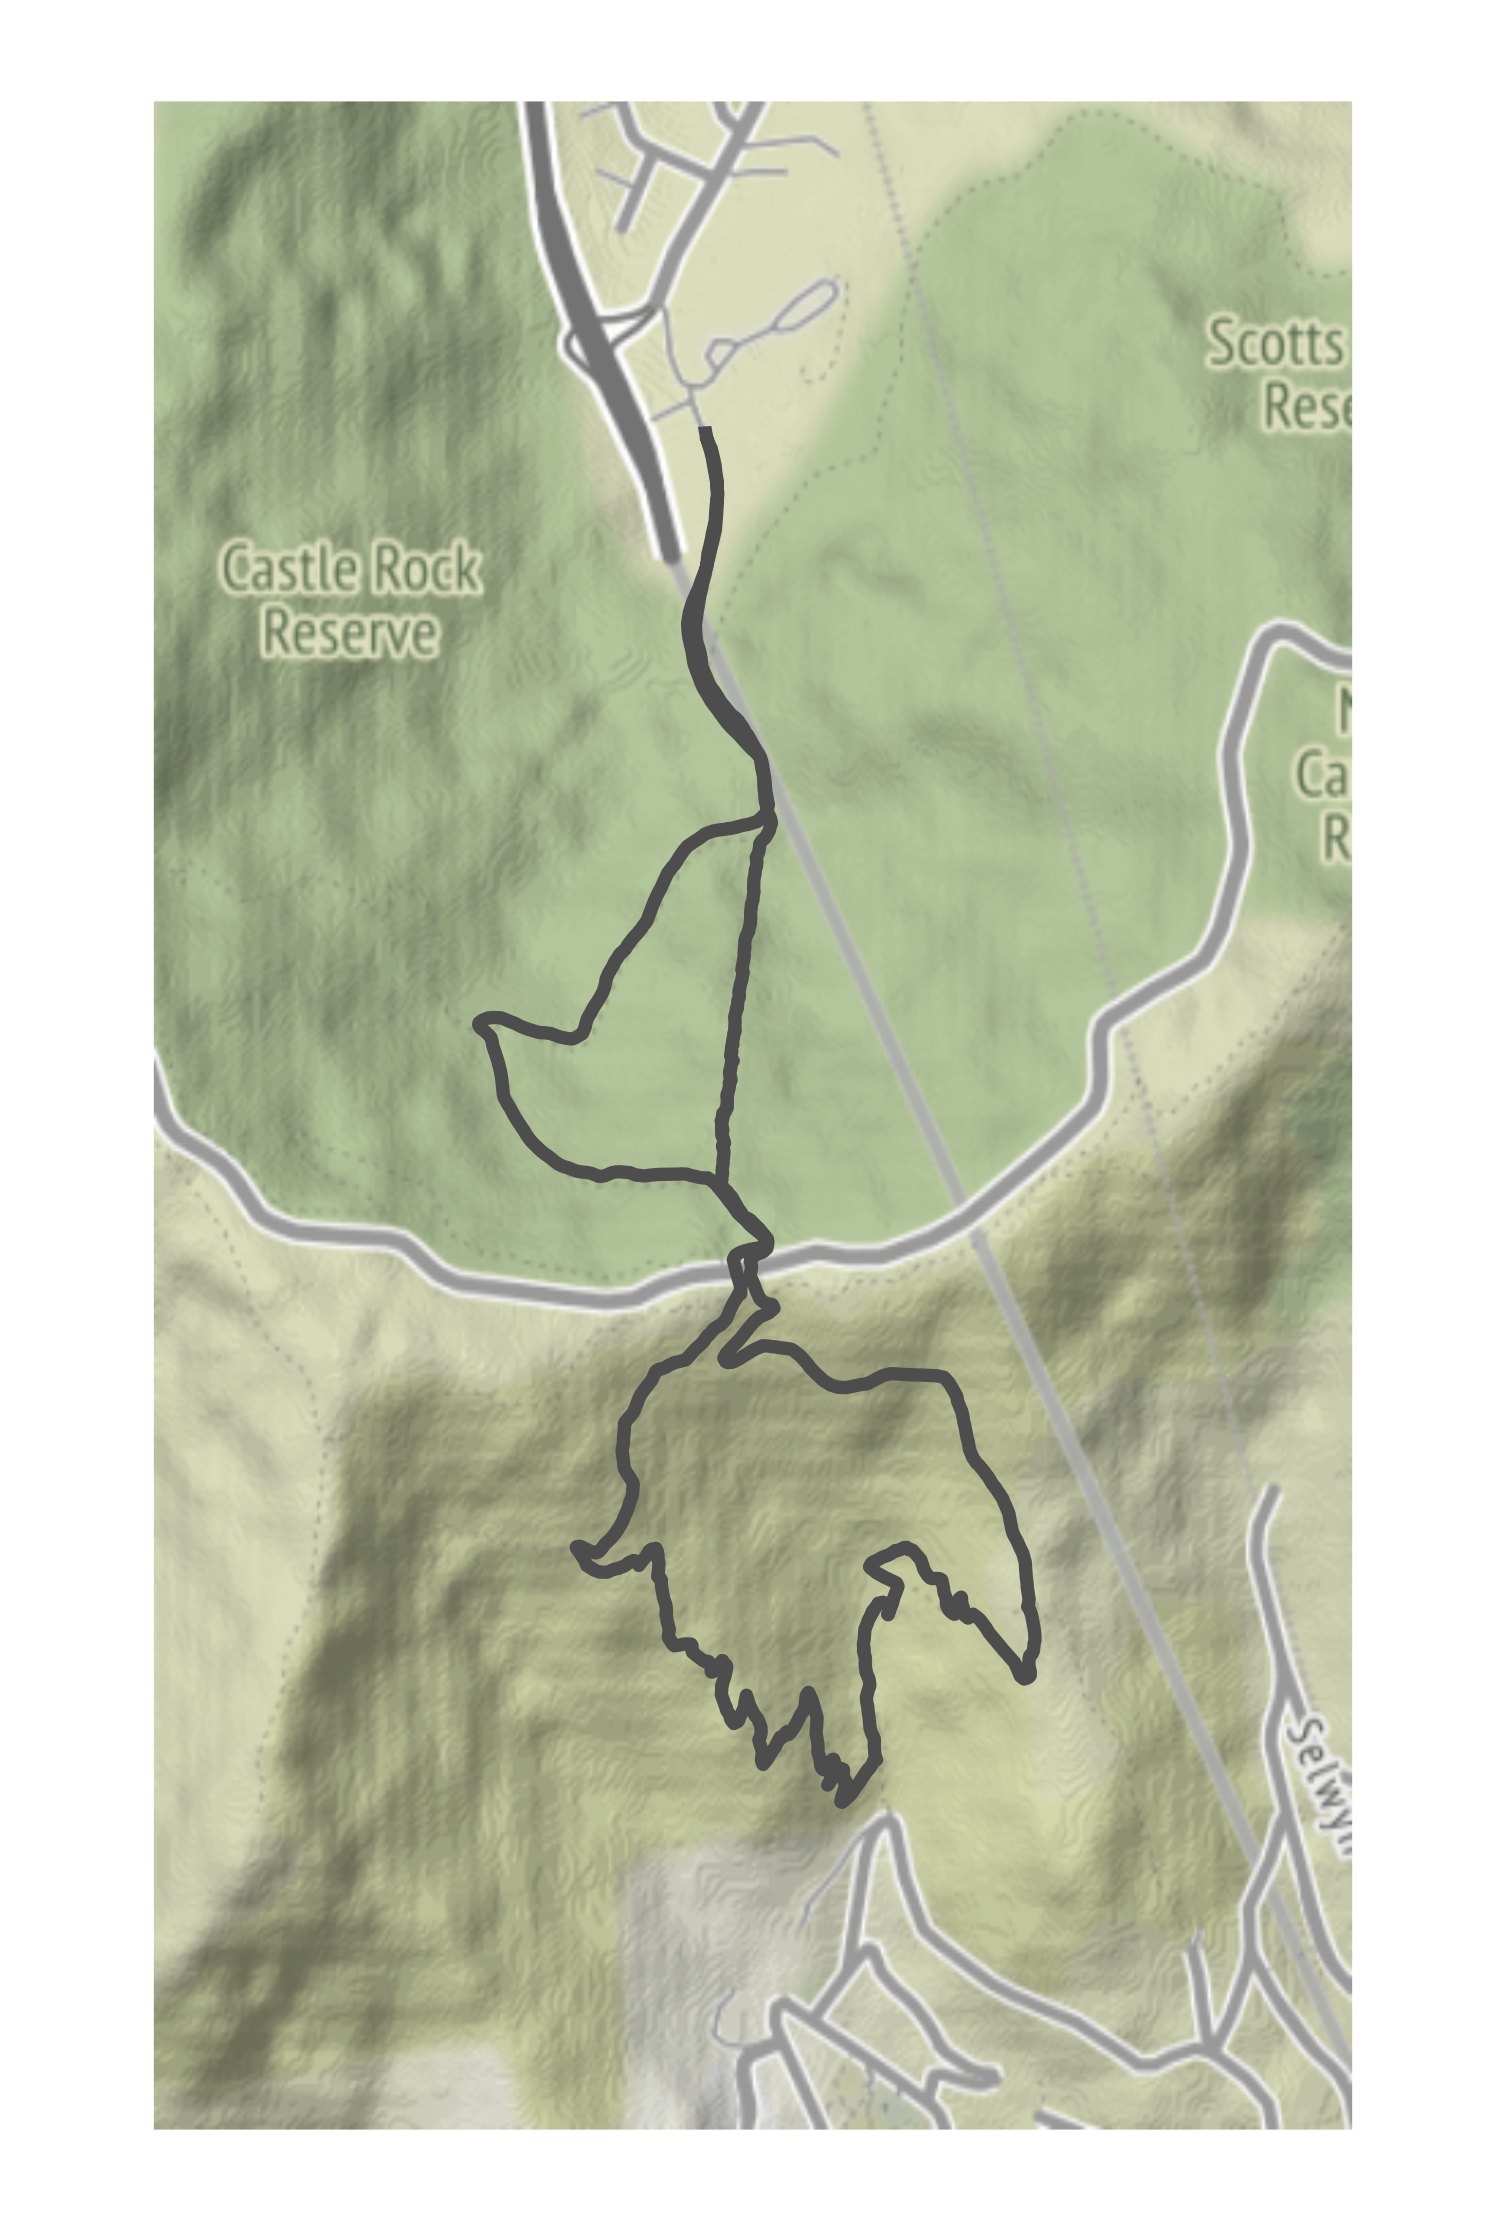 Scotts
Rese
Castle Rock
Reserve
Ca
R
Selwyn